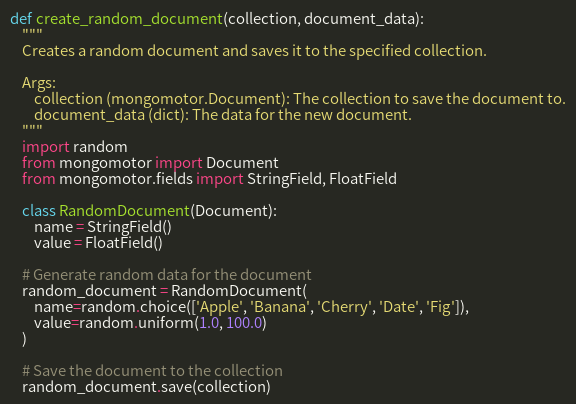 def create_random_document(collection, document_data):
    """
    Creates a random document and saves it to the specified collection.

    Args:
        collection (mongomotor.Document): The collection to save the document to.
        document_data (dict): The data for the new document.
    """
    import random
    from mongomotor import Document
    from mongomotor.fields import StringField, FloatField

    class RandomDocument(Document):
        name = StringField()
        value = FloatField()

    # Generate random data for the document
    random_document = RandomDocument(
        name=random.choice(['Apple', 'Banana', 'Cherry', 'Date', 'Fig']),
        value=random.uniform(1.0, 100.0)
    )

    # Save the document to the collection
    random_document.save(collection)